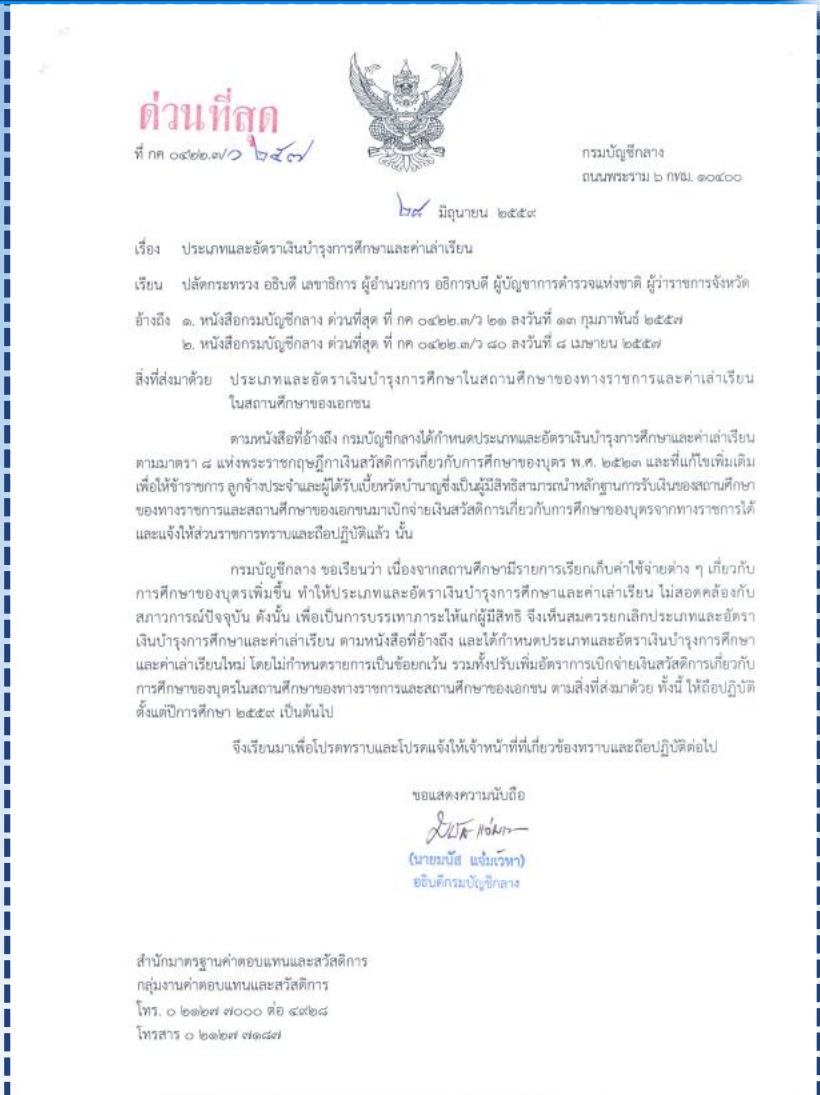 ด่วนที่สุด
ที่ กค ๐๔๒๒.๓/ว ๒๕๗
กรมบัญชีกลาง
ถนนพระราม ๖ กทม. ๑๐๔๐๐
๒๘ มิถุนายน ๒๕๕๙
เรื่อง ประเภทและอัตราเงินบำรุงการศึกษาและค่าเล่าเรียน
เรียน ปลัดกระทรวง อธิบดี เลขาธิการ ผู้อำนวยการ อธิการบดี ผู้บัญชาการตำรวจแห่งชาติ ผู้ว่าราชการจังหวัด
อ้างถึง ๑. หนังสือกรมบัญชีกลาง ด่วนที่สุด ที่ กค ๐๔๒๒.๓/ว ๒๑ ลงวันที่ ๑๓ กุมภาพันธ์ ๒๕๕๗
๒. หนังสือกรมบัญชีกลาง ด่วนที่สุด ที่ กค ๐๔๒๒.๓/ว ๘๐ ลงวันที่ ๘ เมษายน ๒๕๕๗
สิ่งที่ส่งมาด้วย ประเภทและอัตราเงินบำรุงการศึกษาในสถานศึกษาของทางราชการและค่าเล่าเรียน
ในสถานศึกษาของเอกชน
ตามหนังสือที่อ้างถึง กรมบัญชีกลางได้กำหนดประเภทและอัตราเงินบำรุงการศึกษาและค่าเล่าเรียน
ตามมาตรา ๘ แห่งพระราชกฤษฎีกาเงินสวัสดิการเกี่ยวกับการศึกษาของบุตร พ.ศ. ๒๕๒๓ และที่แก้ไขเพิ่มเติม
เพื่อให้ข้าราชการ ลูกจ้างประจำและผู้ได้รับเบี้ยหวัดบำนาญซึ่งเป็นผู้มีสิทธิสามารถนำหลักฐานการรับเงินของสถานศึกษา
ของทางราชการและสถานศึกษาของเอกชนมาเบิกจ่ายเงินสวัสดิการเกี่ยวกับการศึกษาของบุตรจากทางราชการได้
และแจ้งให้ส่วนราชการทราบและถือปฏิบัติแล้ว นั้น
กรมบัญชีกลาง ขอเรียนว่า เนื่องจากสถานศึกษามีรายการเรียกเก็บค่าใช้จ่ายต่าง ๆ เกี่ยวกับ
การศึกษาของบุตรเพิ่มขึ้น ทำให้ประเภทและอัตราเงินบำรุงการศึกษาและค่าเล่าเรียน ไม่สอดคล้องกับ
สภาวการณ์ปัจจุบัน ดังนั้น เพื่อเป็นการบรรเทาภาระให้แก่ผู้มีสิทธิ จึงเห็นสมควรยกเลิกประเภทและอัตรา
เงินบำรุงการศึกษาและค่าเล่าเรียน ตามหนังสือที่อ้างถึง และได้กำหนดประเภทและอัตราเงินบำรุงการศึกษา
และค่าเล่าเรียนใหม่ โดยไม่กำหนดรายการเป็นข้อยกเว้น รวมทั้งปรับเพิ่มอัตราการเบิกจ่ายเงินสวัสดิการเกี่ยวกับ
การศึกษาของบุตรในสถานศึกษาของทางราชการและสถานศึกษาของเอกชน ตามสิ่งที่ส่งมาด้วย ทั้งนี้ ให้ถือปฏิบัติ
ตั้งแต่ปีการศึกษา ๒๕๕๙ เป็นต้นไป
จึงเรียนมาเพื่อโปรดทราบและโปรดแจ้งให้เจ้าหน้าที่ที่เกี่ยวข้องทราบและถือปฏิบัติต่อไป
ขอแสดงความนับถือ
(นายมนัส แจ่มเวหา)
อธิบดีกรมบัญชีกลาง
สำนักมาตรฐานค่าตอบแทนและสวัสดิการ
กลุ่มงานค่าตอบแทนและสวัสดิการ
โทร. ๐ ๒๑๒๗ ๗๐๐๐ ต่อ ๔๙๒๘
โทรสาร ๐ ๒๑๒๗ ๗๑๘๗